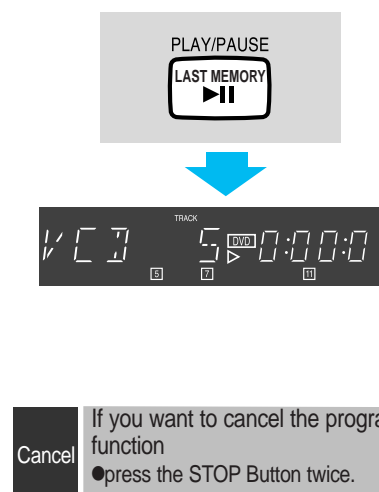 PLAY/PAUSE
LAST MEMORY
TRACK
VCD 5 DVD 0:00:0
5 7 11
Cancel
If you want to cancel the progra
function
●press the STOP Button twice.